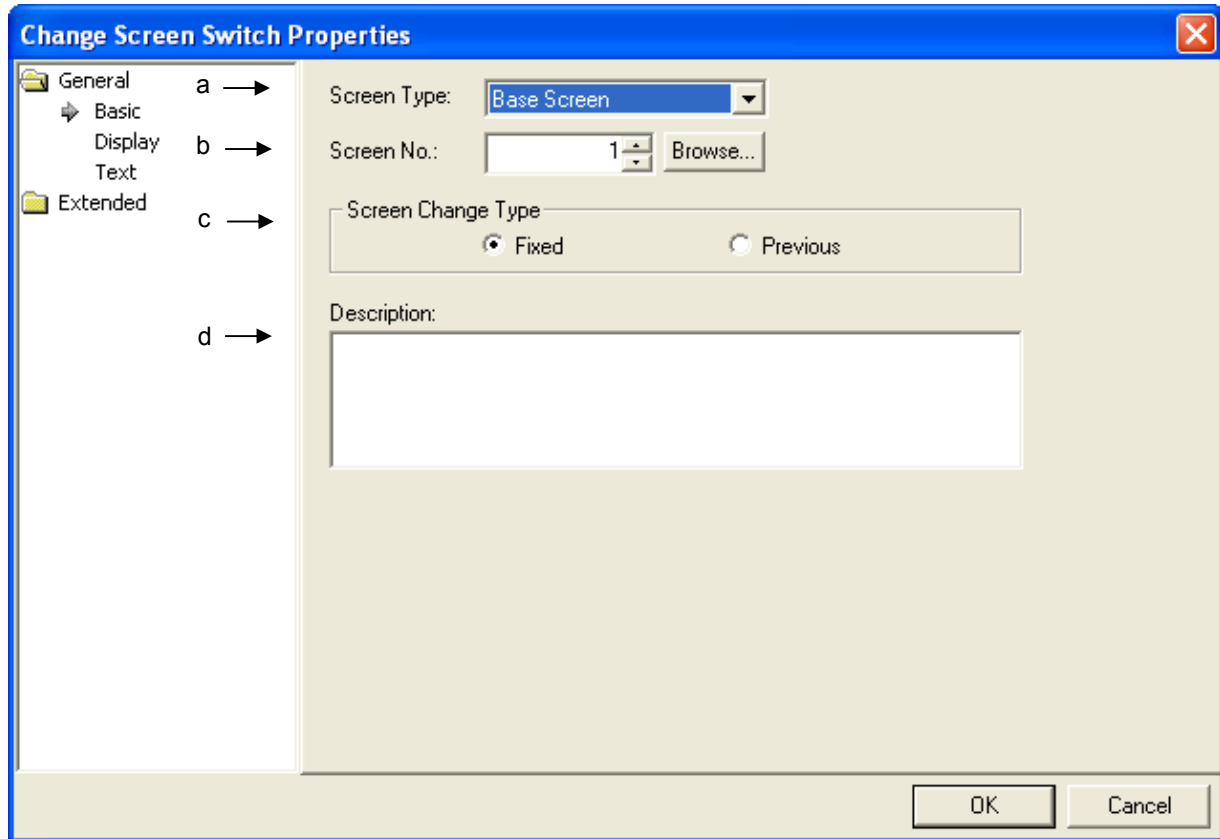 Change Screen Switch Properties
General
Basic
Display
Text
Extended
a
b
c
d
Screen Type: Base Screen
Screen No.: 1 Browse...
Screen Change Type
Fixed Previous
Description:
OK Cancel